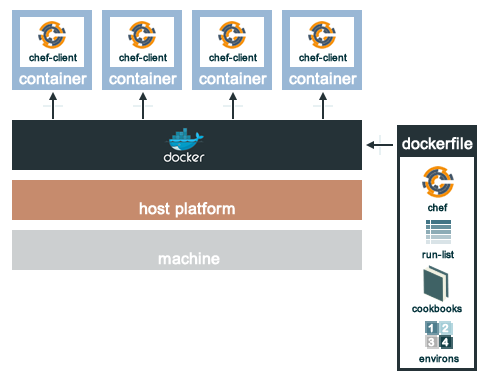 chef-client
container
chef-client
container
chef-client
container
chef-client
container
docker
host platform
machine
dockerfile
chef
run-list
cookbooks
1 2
3 4
environs